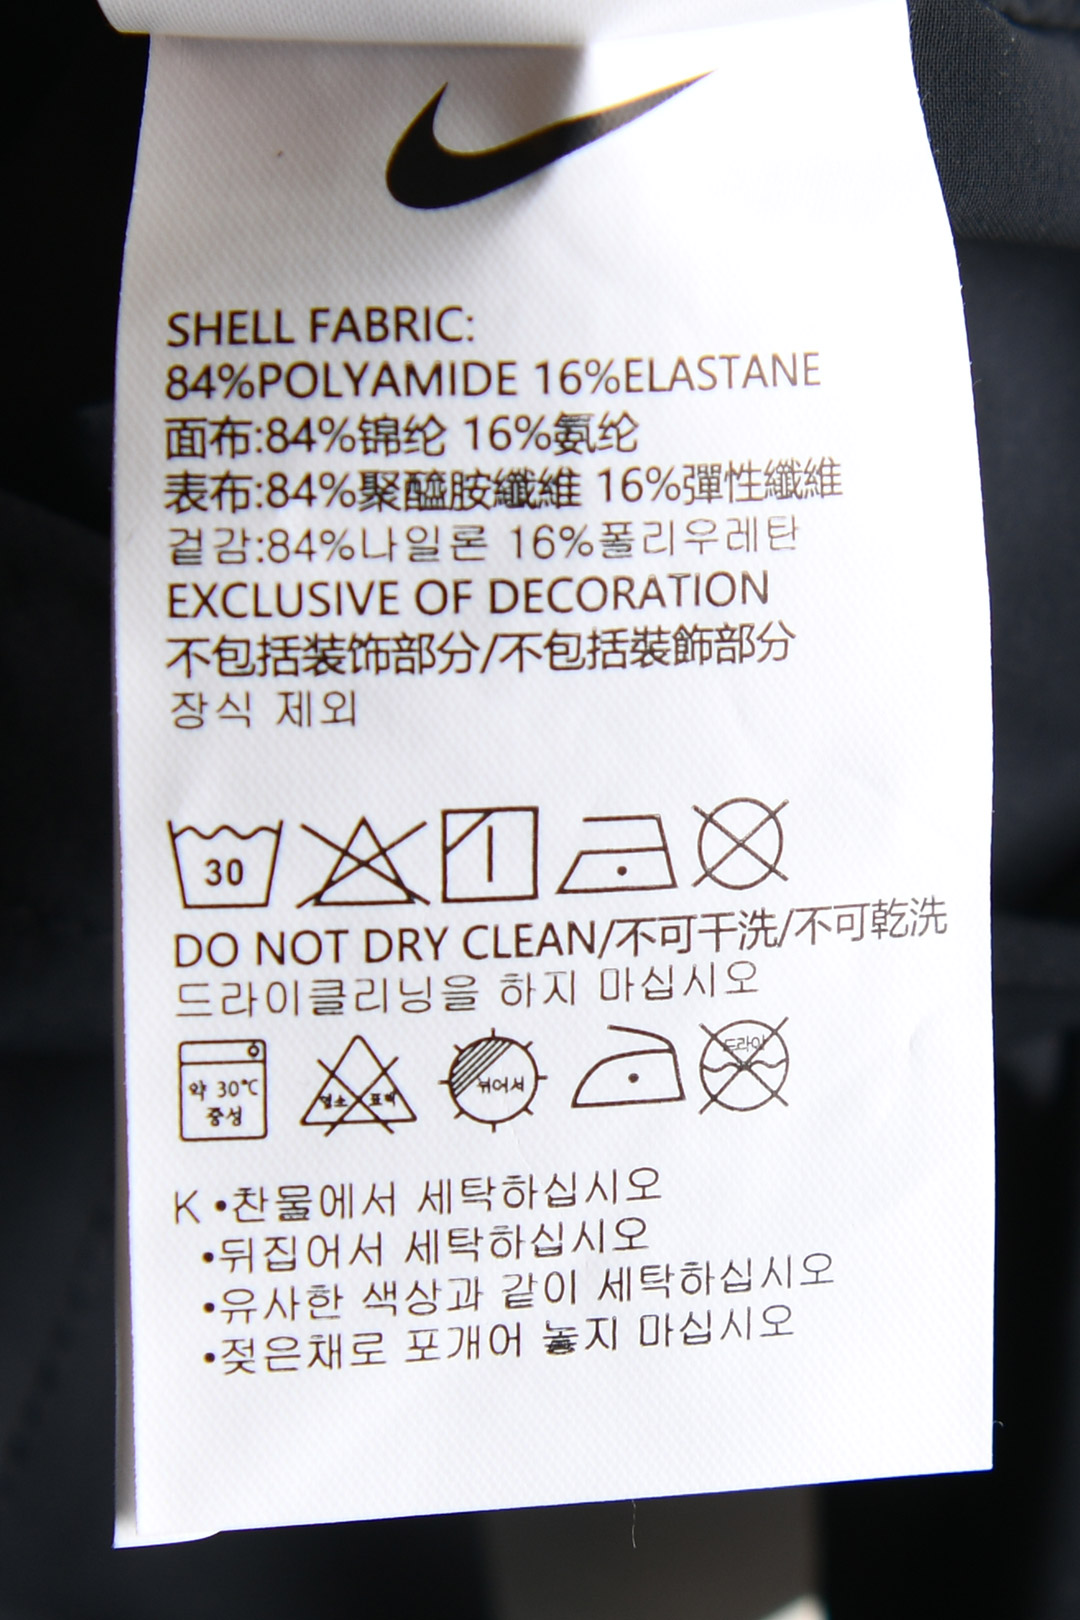 SHELL FABRIC:
84%POLYAMIDE 16%ELASTANE
面布:84%锦纶 16%氨纶
表布:84%聚醯胺纖維 16%彈性纖維
겉감:84%나일론 16%폴리우레탄
EXCLUSIVE OF DECORATION
不包括装饰部分/不包括裝飾部分
장식 제외
30
DO NOT DRY CLEAN/不可干洗/不可乾洗
드라이클리닝을 하지 마십시오
약 30℃
중성
염소 표백
뉘어서
드라이
K •찬물에서 세탁하십시오
•뒤집어서 세탁하십시오
•유사한 색상과 같이 세탁하십시오
•젖은채로 포개어 놓지 마십시오